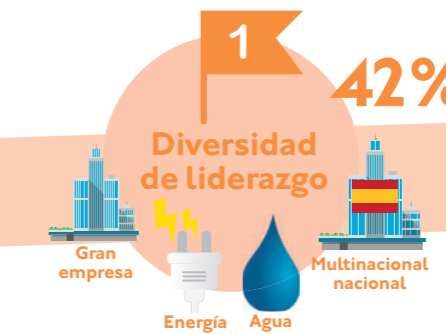 1
42%
Diversidad
de liderazgo
Gran
empresa
Multinacional
nacional
Energía
Agua